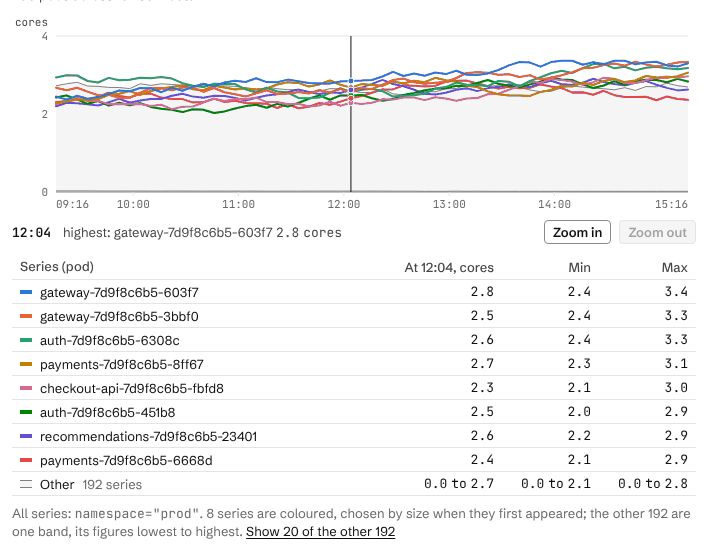 cores
4
2
0
09:16 10:00 11:00 12:00 13:00 14:00 15:16
12:04 highest: gateway-7d9f8c6b5-603f7 2.8 cores
Zoom in Zoom out
Series (pod) At 12:04, cores Min Max
gateway-7d9f8c6b5-603f7 2.8 2.4 3.4
gateway-7d9f8c6b5-3bbf0 2.5 2.4 3.3
auth-7d9f8c6b5-6308c 2.6 2.4 3.3
payments-7d9f8c6b5-8ff67 2.7 2.3 3.1
checkout-api-7d9f8c6b5-fbfd8 2.3 2.1 3.0
auth-7d9f8c6b5-451b8 2.5 2.0 2.9
recommendations-7d9f8c6b5-23401 2.6 2.2 2.9
payments-7d9f8c6b5-6668d 2.4 2.1 2.9
Other 192 series 0.0 to 2.7 0.0 to 2.1 0.0 to 2.8
All series: namespace="prod". 8 series are coloured, chosen by size when they first appeared; the other 192 are
one band, its figures lowest to highest. Show 20 of the other 192